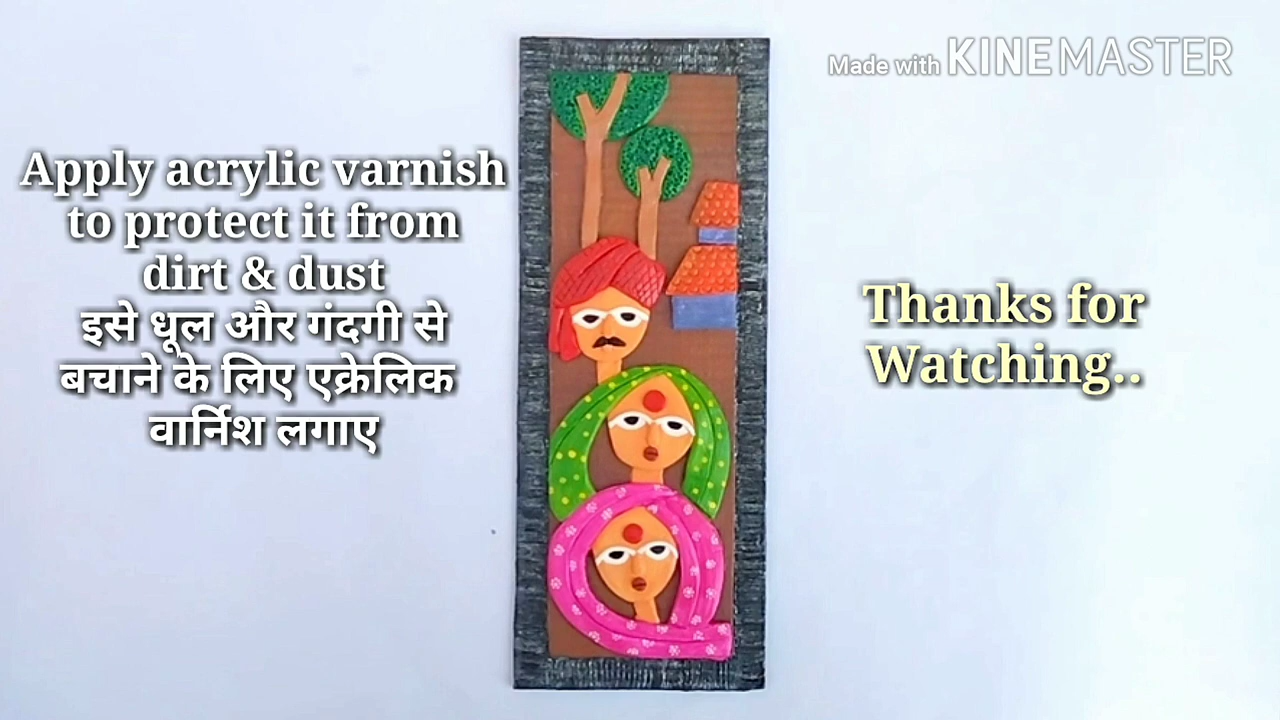 Made with KINEMASTER
Apply acrylic varnish
to protect it from
dirt & dust
इसे धूल और गंदगी से
बचाने के लिए एक्रेलिक
वार्निश लगाए
Thanks for
Watching..